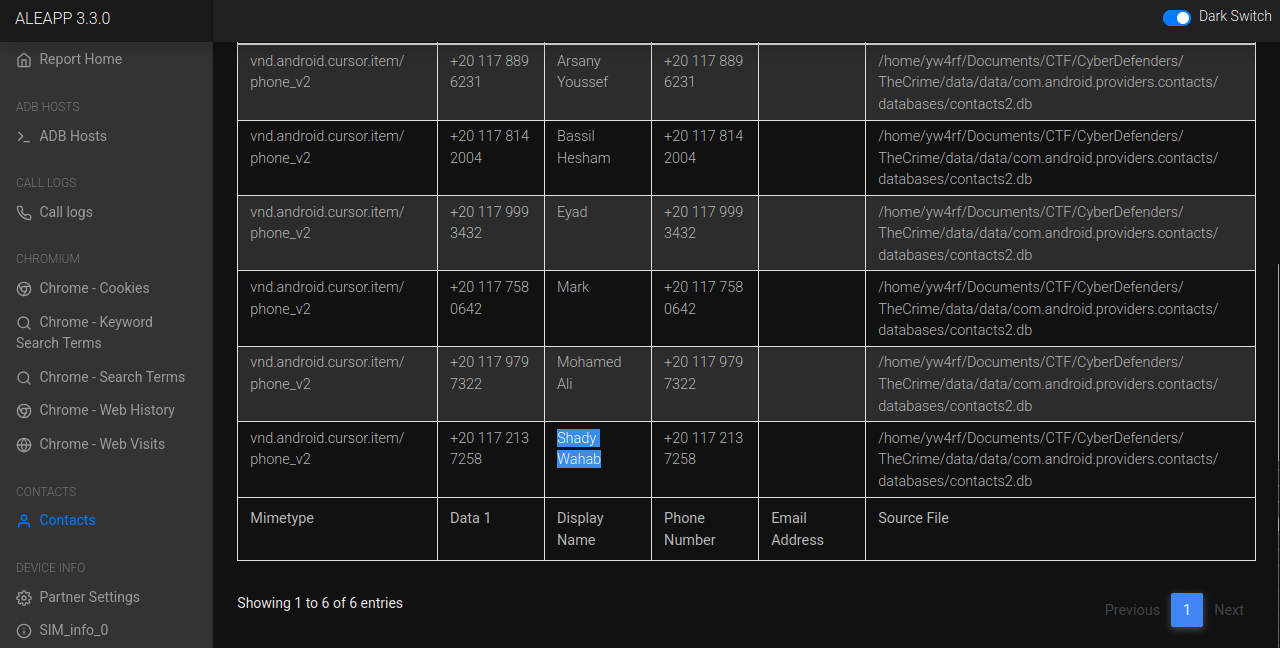 ALEAPP 3.3.0
Dark Switch
Report Home
ADB HOSTS
ADB Hosts
CALL LOGS
Call logs
CHROMIUM
Chrome - Cookies
Chrome - Keyword
Search Terms
Chrome - Search Terms
Chrome - Web History
Chrome - Web Visits
CONTACTS
Contacts
DEVICE INFO
Partner Settings
SIM_info_0
vnd.android.cursor.item/
phone_v2
+20 117 889
6231
Arsany
Youssef
+20 117 889
6231
/home/yw4rf/Documents/CTF/CyberDefenders/
TheCrime/data/data/com.android.providers.contacts/
databases/contacts2.db
vnd.android.cursor.item/
phone_v2
+20 117 814
2004
Bassil
Hesham
+20 117 814
2004
/home/yw4rf/Documents/CTF/CyberDefenders/
TheCrime/data/data/com.android.providers.contacts/
databases/contacts2.db
vnd.android.cursor.item/
phone_v2
+20 117 999
3432
Eyad
+20 117 999
3432
/home/yw4rf/Documents/CTF/CyberDefenders/
TheCrime/data/data/com.android.providers.contacts/
databases/contacts2.db
vnd.android.cursor.item/
phone_v2
+20 117 758
0642
Mark
+20 117 758
0642
/home/yw4rf/Documents/CTF/CyberDefenders/
TheCrime/data/data/com.android.providers.contacts/
databases/contacts2.db
vnd.android.cursor.item/
phone_v2
+20 117 979
7322
Mohamed
Ali
+20 117 979
7322
/home/yw4rf/Documents/CTF/CyberDefenders/
TheCrime/data/data/com.android.providers.contacts/
databases/contacts2.db
vnd.android.cursor.item/
phone_v2
+20 117 213
7258
Shady
Wahab
+20 117 213
7258
/home/yw4rf/Documents/CTF/CyberDefenders/
TheCrime/data/data/com.android.providers.contacts/
databases/contacts2.db
Mimetype
Data 1
Display
Name
Phone
Number
Email
Address
Source File
Showing 1 to 6 of 6 entries
Previous
1
Next